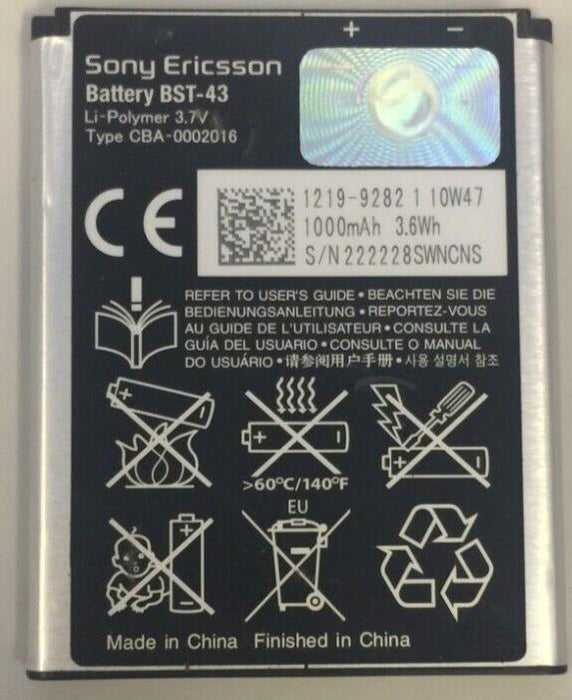 + −
Sony Ericsson
Battery BST-43
Li-Polymer 3.7V
Type CBA-0002016
CE
1219-9282 1 10W47
1000mAh 3.6Wh
S/N 222228SWNCNS
REFER TO USER'S GUIDE • BEACHTEN SIE DIE
BEDIENUNGSANLEITUNG • REPORTEZ-VOUS
AU GUIDE DE L'UTILISATEUR • CONSULTE LA
GUÍA DEL USUARIO • CONSULTE O MANUAL
DO USUÁRIO • 请参阅用户手册 • 사용 설명서 참조
>60°C/140°F
EU
Made in China Finished in China